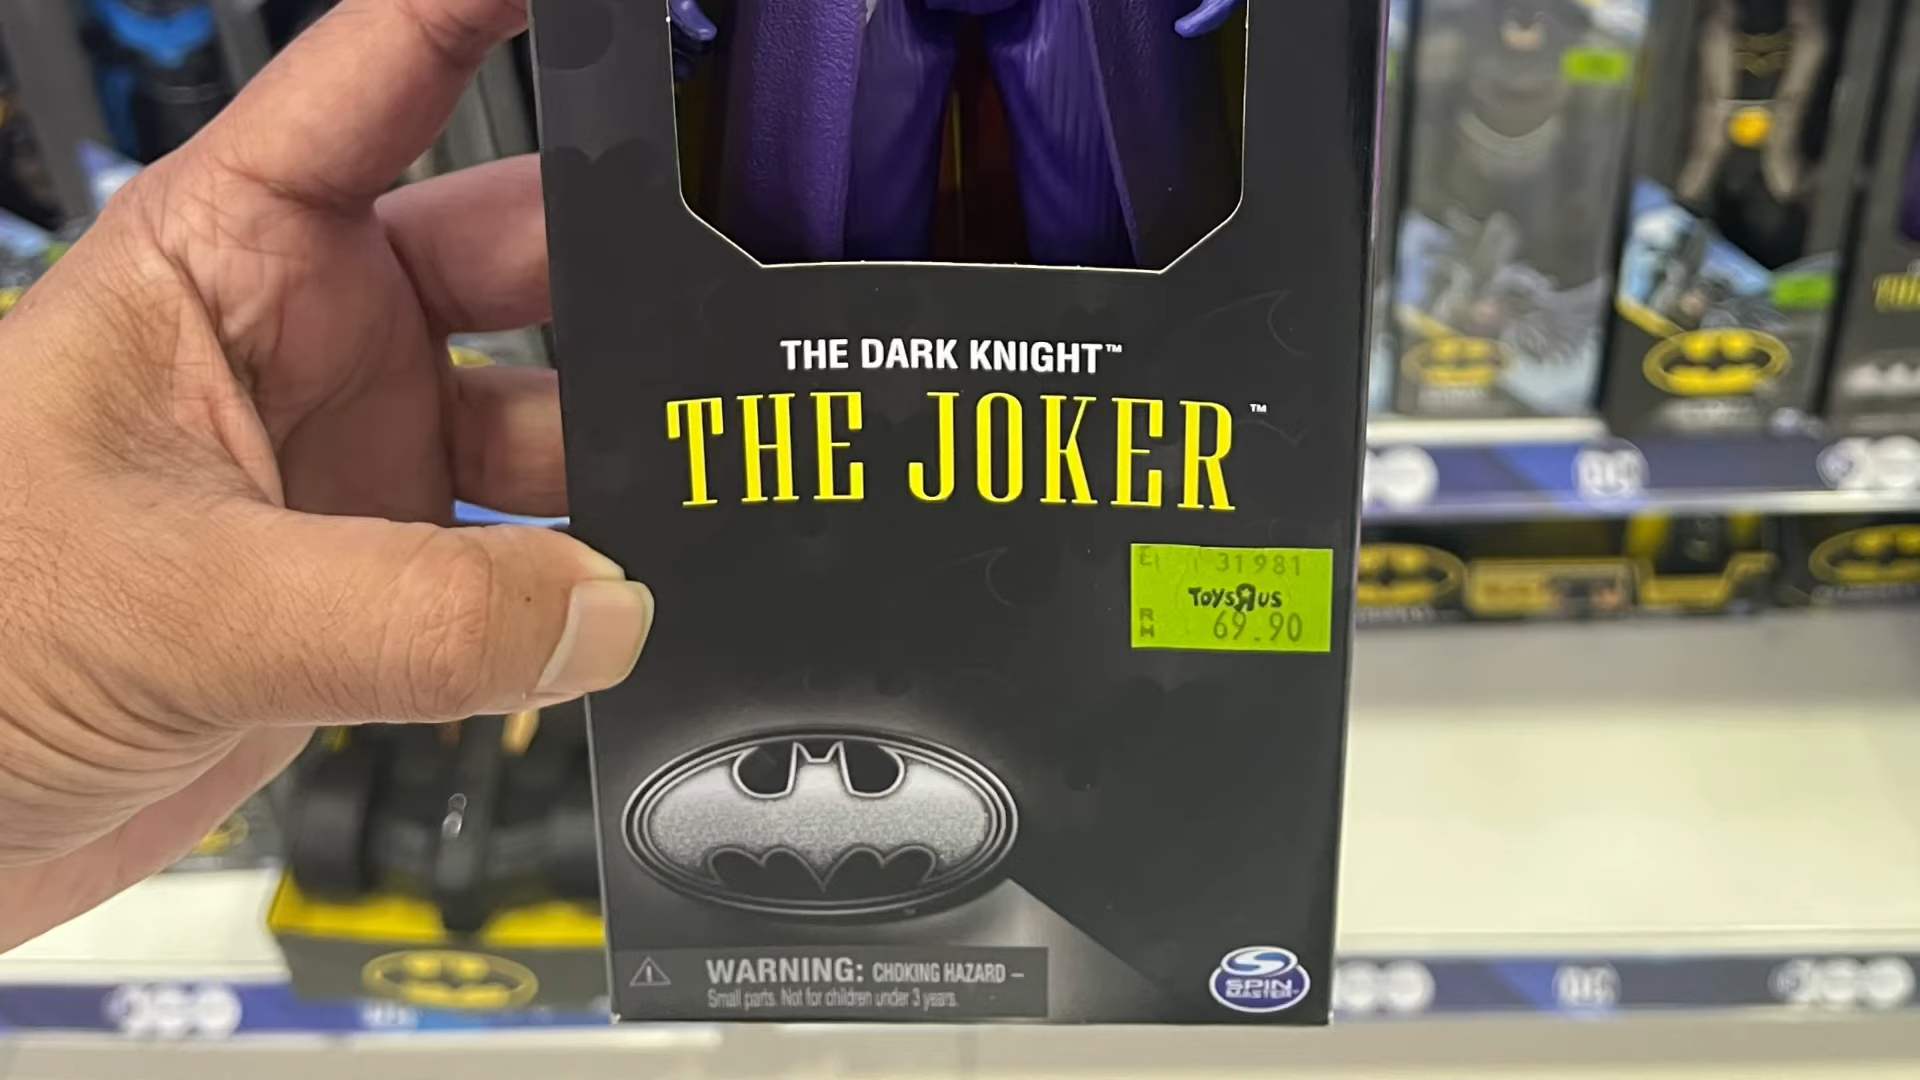 THE DARK KNIGHT™
THE JOKER™
31981
TOYSRUS
RM 69.90
WARNING: CHOKING HAZARD –
Small parts. Not for children under 3 years.
SPIN
MASTER